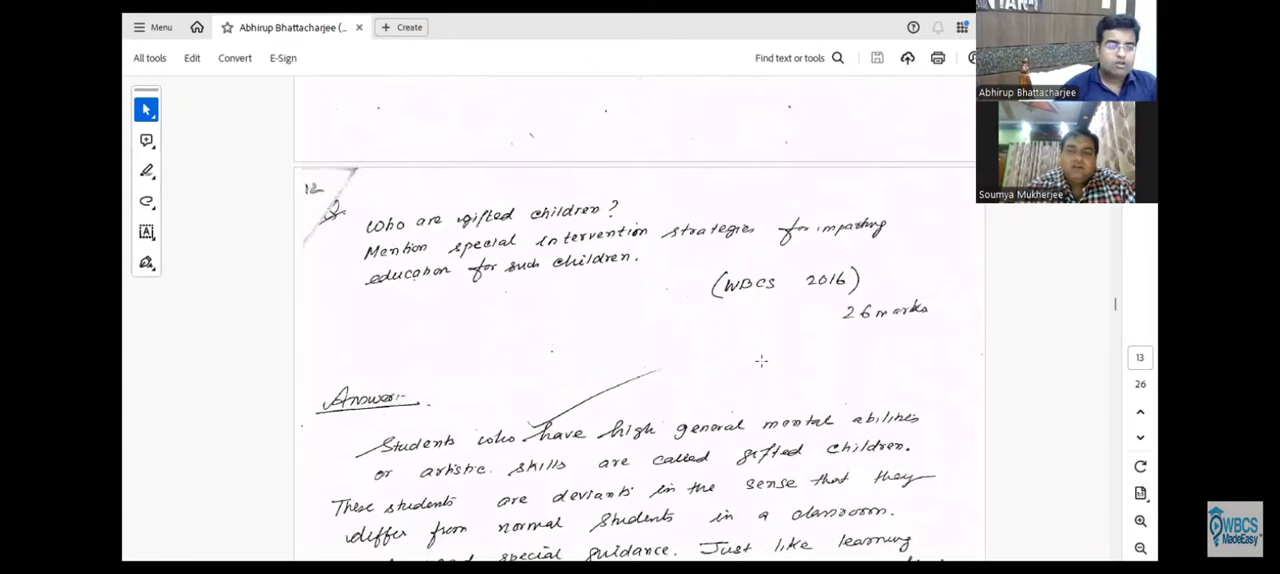 Menu
Abhirup Bhattacharjee (...
Create
All tools
Edit
Convert
E-Sign
Find text or tools
Abhirup Bhattacharjee
Soumya Mukherjee
12
Q.
Who are gifted children?
Mention special intervention strategies for imparting
education for such children.
(WBCS 2016)
26 marks
Answer:-
Students who have high general mental abilities
or artistic skills are called gifted children.
These students are deviants in the sense that they
differ from normal students in a classroom.
special guidance. Just like learning
13
26
WBCS
MadeEasy